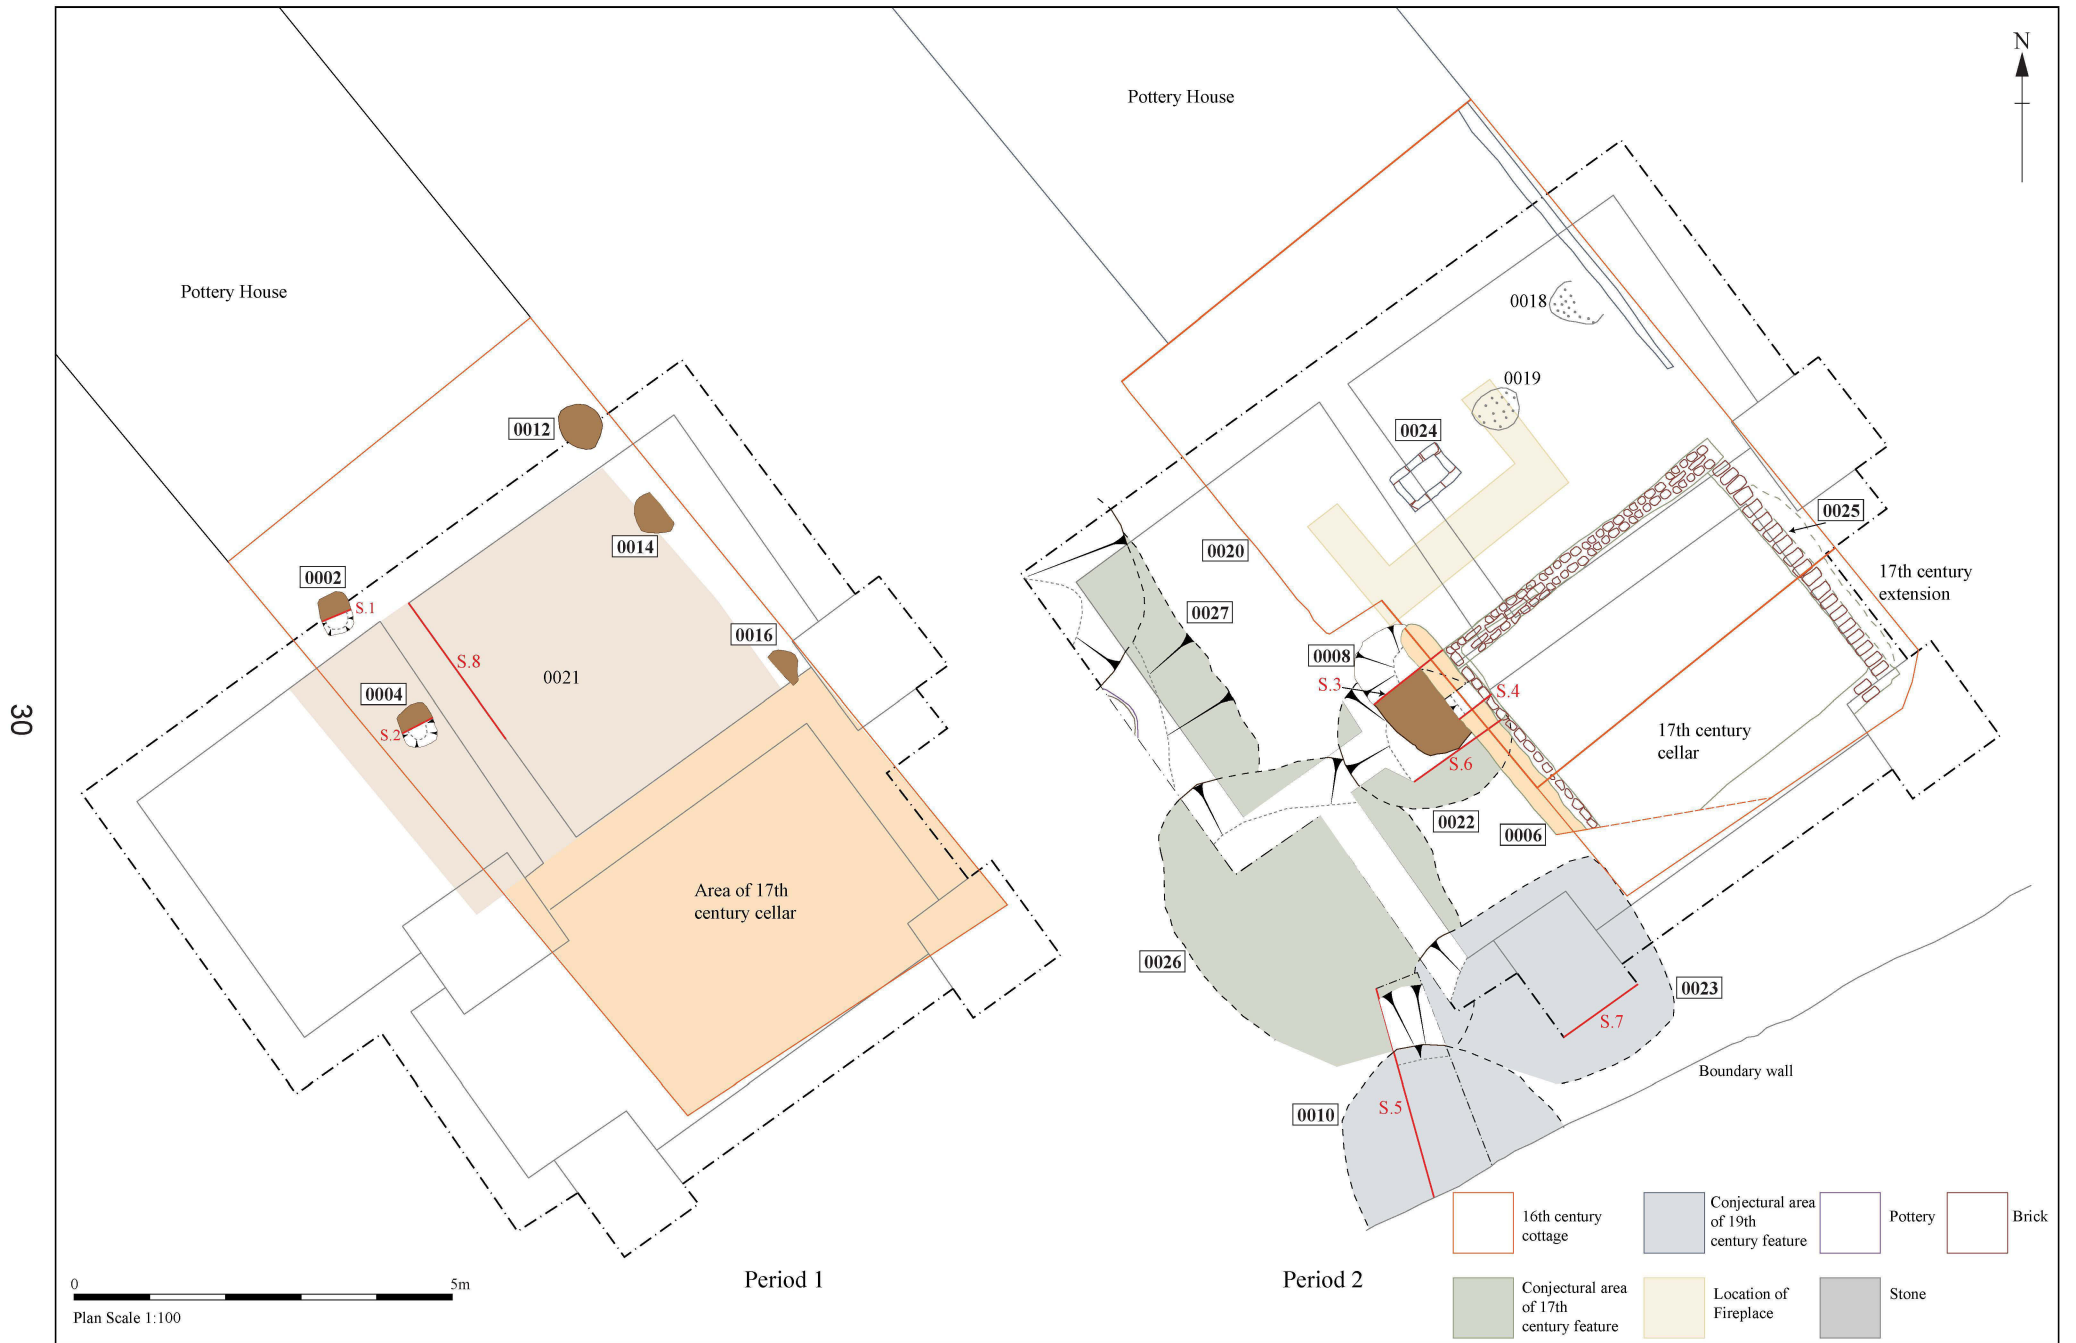 N
Pottery House
Pottery House
0018
0019
0012
0024
0014
0025
0020
17th century
extension
0002
S.1
0027
0016
0008
S.8
0021
S.3
S.4
0004
S.2
17th century
cellar
S.6
0022
0006
Area of 17th
century cellar
0026
0023
S.7
Boundary wall
0010
S.5
30
16th century
cottage
Conjectural area
of 19th
century feature
Pottery
Brick
Conjectural area
of 17th
century feature
Location of
Fireplace
Stone
Period 1
Period 2
0
5m
Plan Scale 1:100